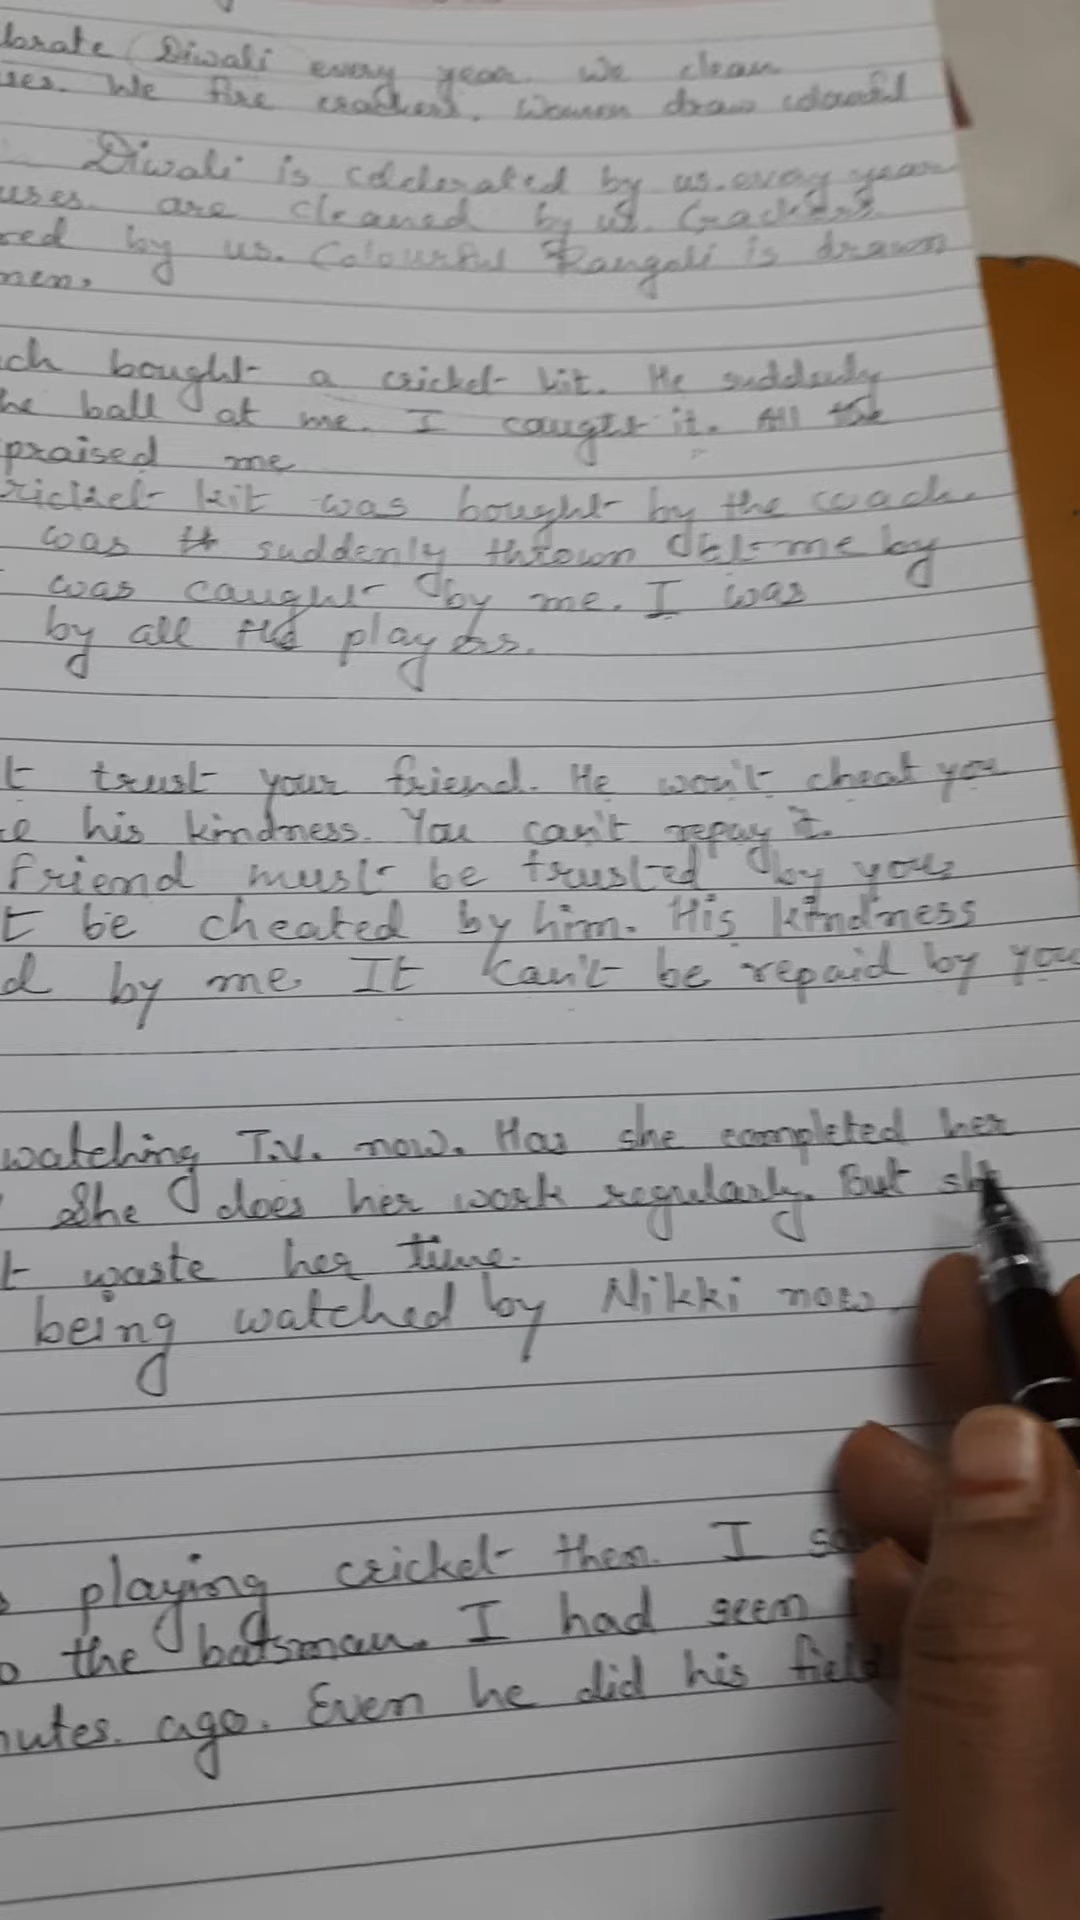 brate Diwali every year. We clean
ses. We fire crackers. Women draw colourful
Diwali is celebrated by us. every year
uses are cleaned by us. Crackers
red by us. Colourful Rangoli is drawn
men.
ch bought a cricket kit. He suddenly
he ball at me. I caught it. All the
praised me
ricket kit was bought by the coach.
was suddenly thrown at me by
was caught by me. I was
by all the players.
t trust your friend. He won't cheat you
e his kindness. You can't repay it.
friend must be trusted by you.
t be cheated by him. His kindness
d by me. It can't be repaid by you
watching T.V. now. Has she completed her
She does her work regularly. But she
t waste her time.
being watched by Nikki now.
playing cricket then. I
o the batsman. I had seen
nutes. ago. Even he did his